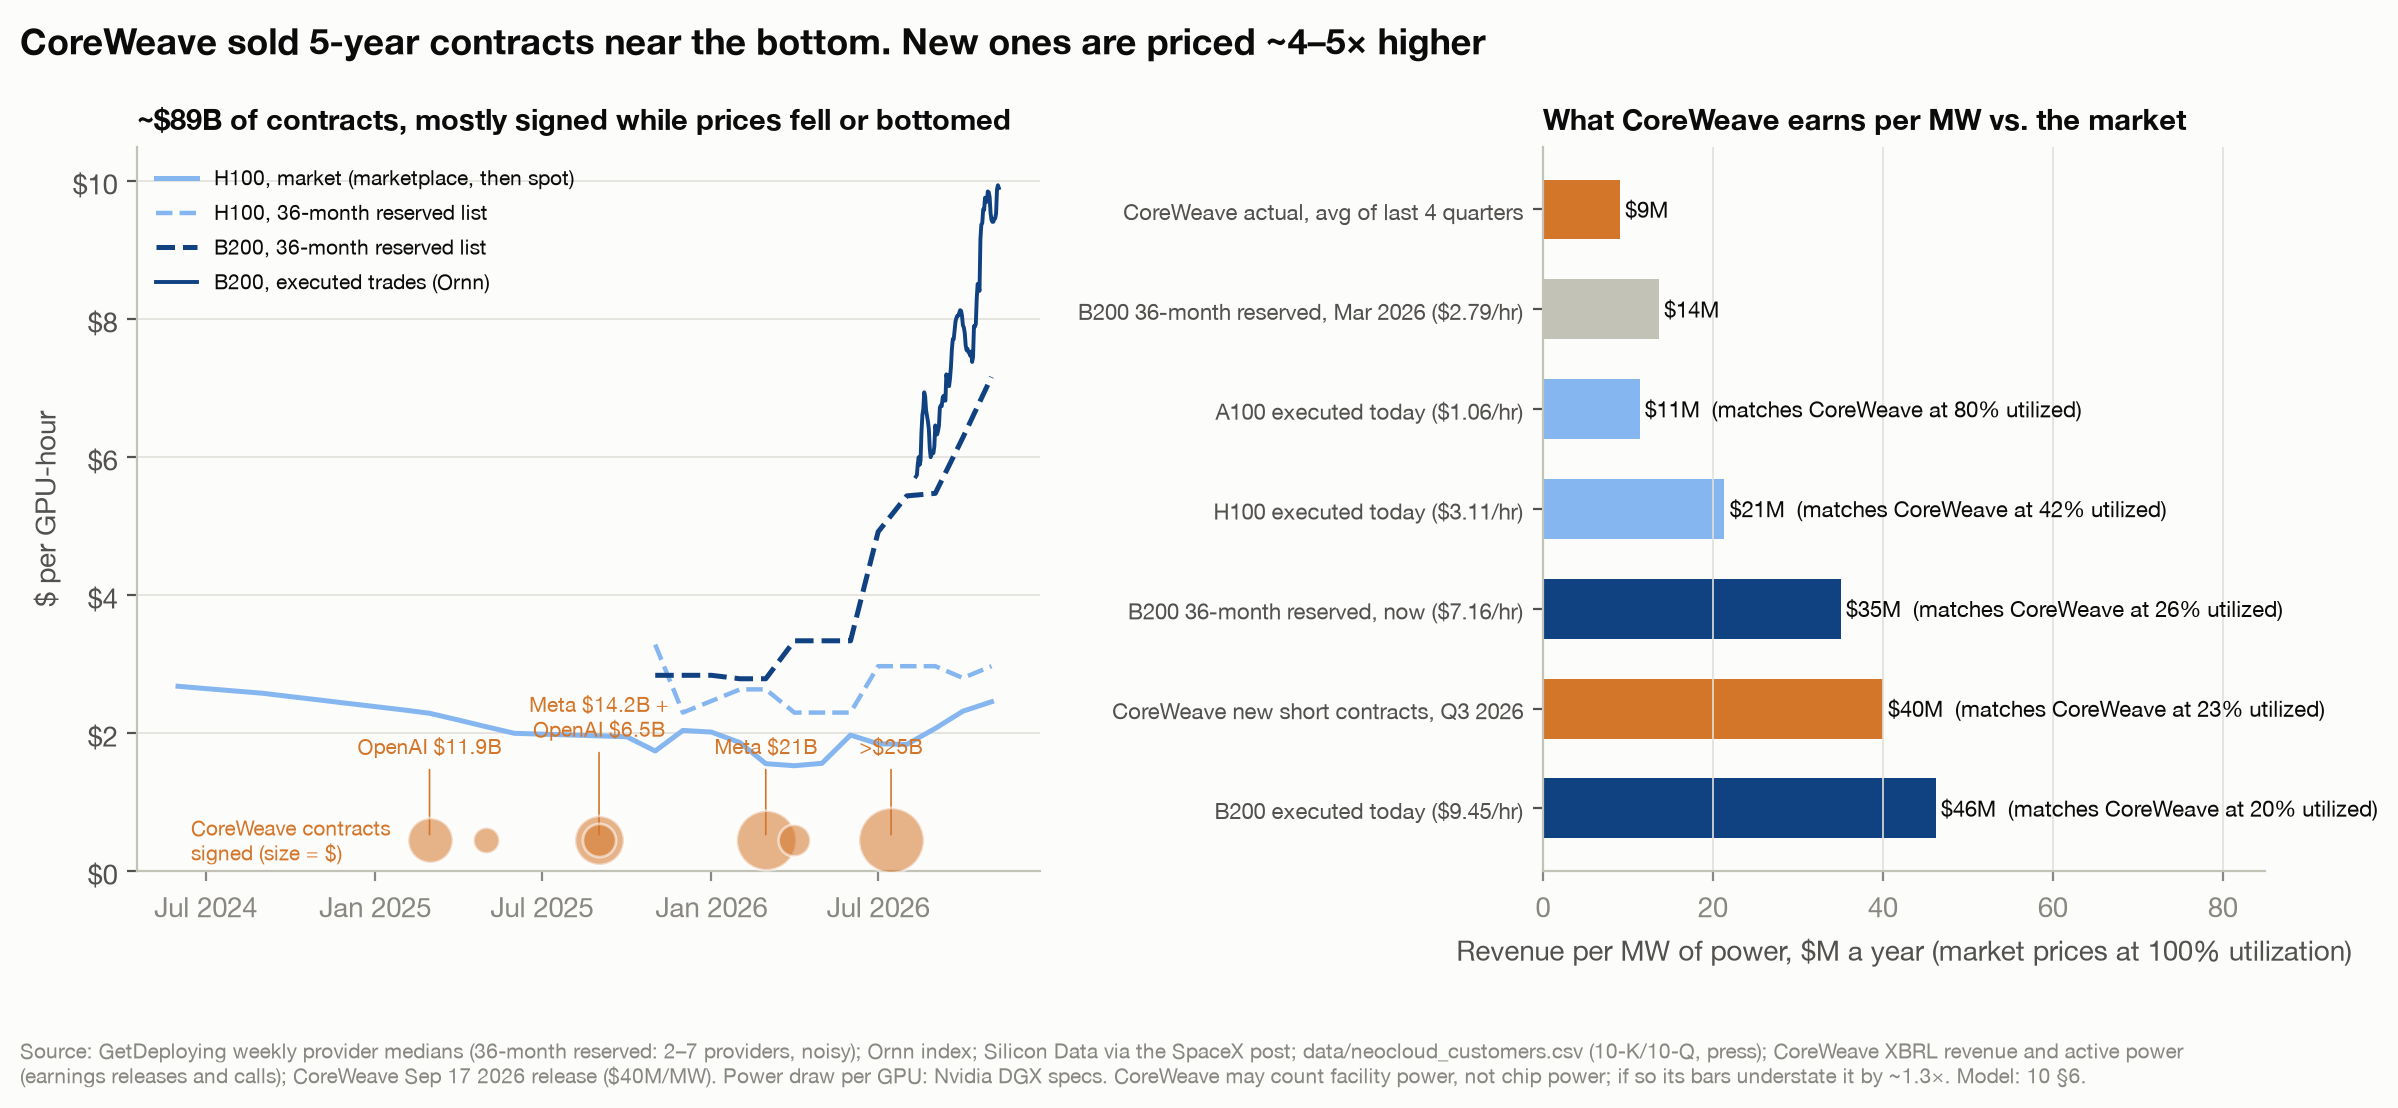 CoreWeave sold 5-year contracts near the bottom. New ones are priced ~4–5× higher
~$89B of contracts, mostly signed while prices fell or bottomed
$ per GPU-hour
$10
$8
$6
$4
$2
$0
H100, market (marketplace, then spot)
H100, 36-month reserved list
B200, 36-month reserved list
B200, executed trades (Ornn)
OpenAI $11.9B
Meta $14.2B +
OpenAI $6.5B
Meta $21B
>$25B
CoreWeave contracts
signed (size = $)
Jul 2024
Jan 2025
Jul 2025
Jan 2026
Jul 2026
What CoreWeave earns per MW vs. the market
CoreWeave actual, avg of last 4 quarters
$9M
B200 36-month reserved, Mar 2026 ($2.79/hr)
$14M
A100 executed today ($1.06/hr)
$11M (matches CoreWeave at 80% utilized)
H100 executed today ($3.11/hr)
$21M (matches CoreWeave at 42% utilized)
B200 36-month reserved, now ($7.16/hr)
$35M (matches CoreWeave at 26% utilized)
CoreWeave new short contracts, Q3 2026
$40M (matches CoreWeave at 23% utilized)
B200 executed today ($9.45/hr)
$46M (matches CoreWeave at 20% utilized)
0
20
40
60
80
Revenue per MW of power, $M a year (market prices at 100% utilization)
Source: GetDeploying weekly provider medians (36-month reserved: 2–7 providers, noisy); Ornn index; Silicon Data via the SpaceX post; data/neocloud_customers.csv (10-K/10-Q, press); CoreWeave XBRL revenue and active power
(earnings releases and calls); CoreWeave Sep 17 2026 release ($40M/MW). Power draw per GPU: Nvidia DGX specs. CoreWeave may count facility power, not chip power; if so its bars understate it by ~1.3×. Model: 10 §6.